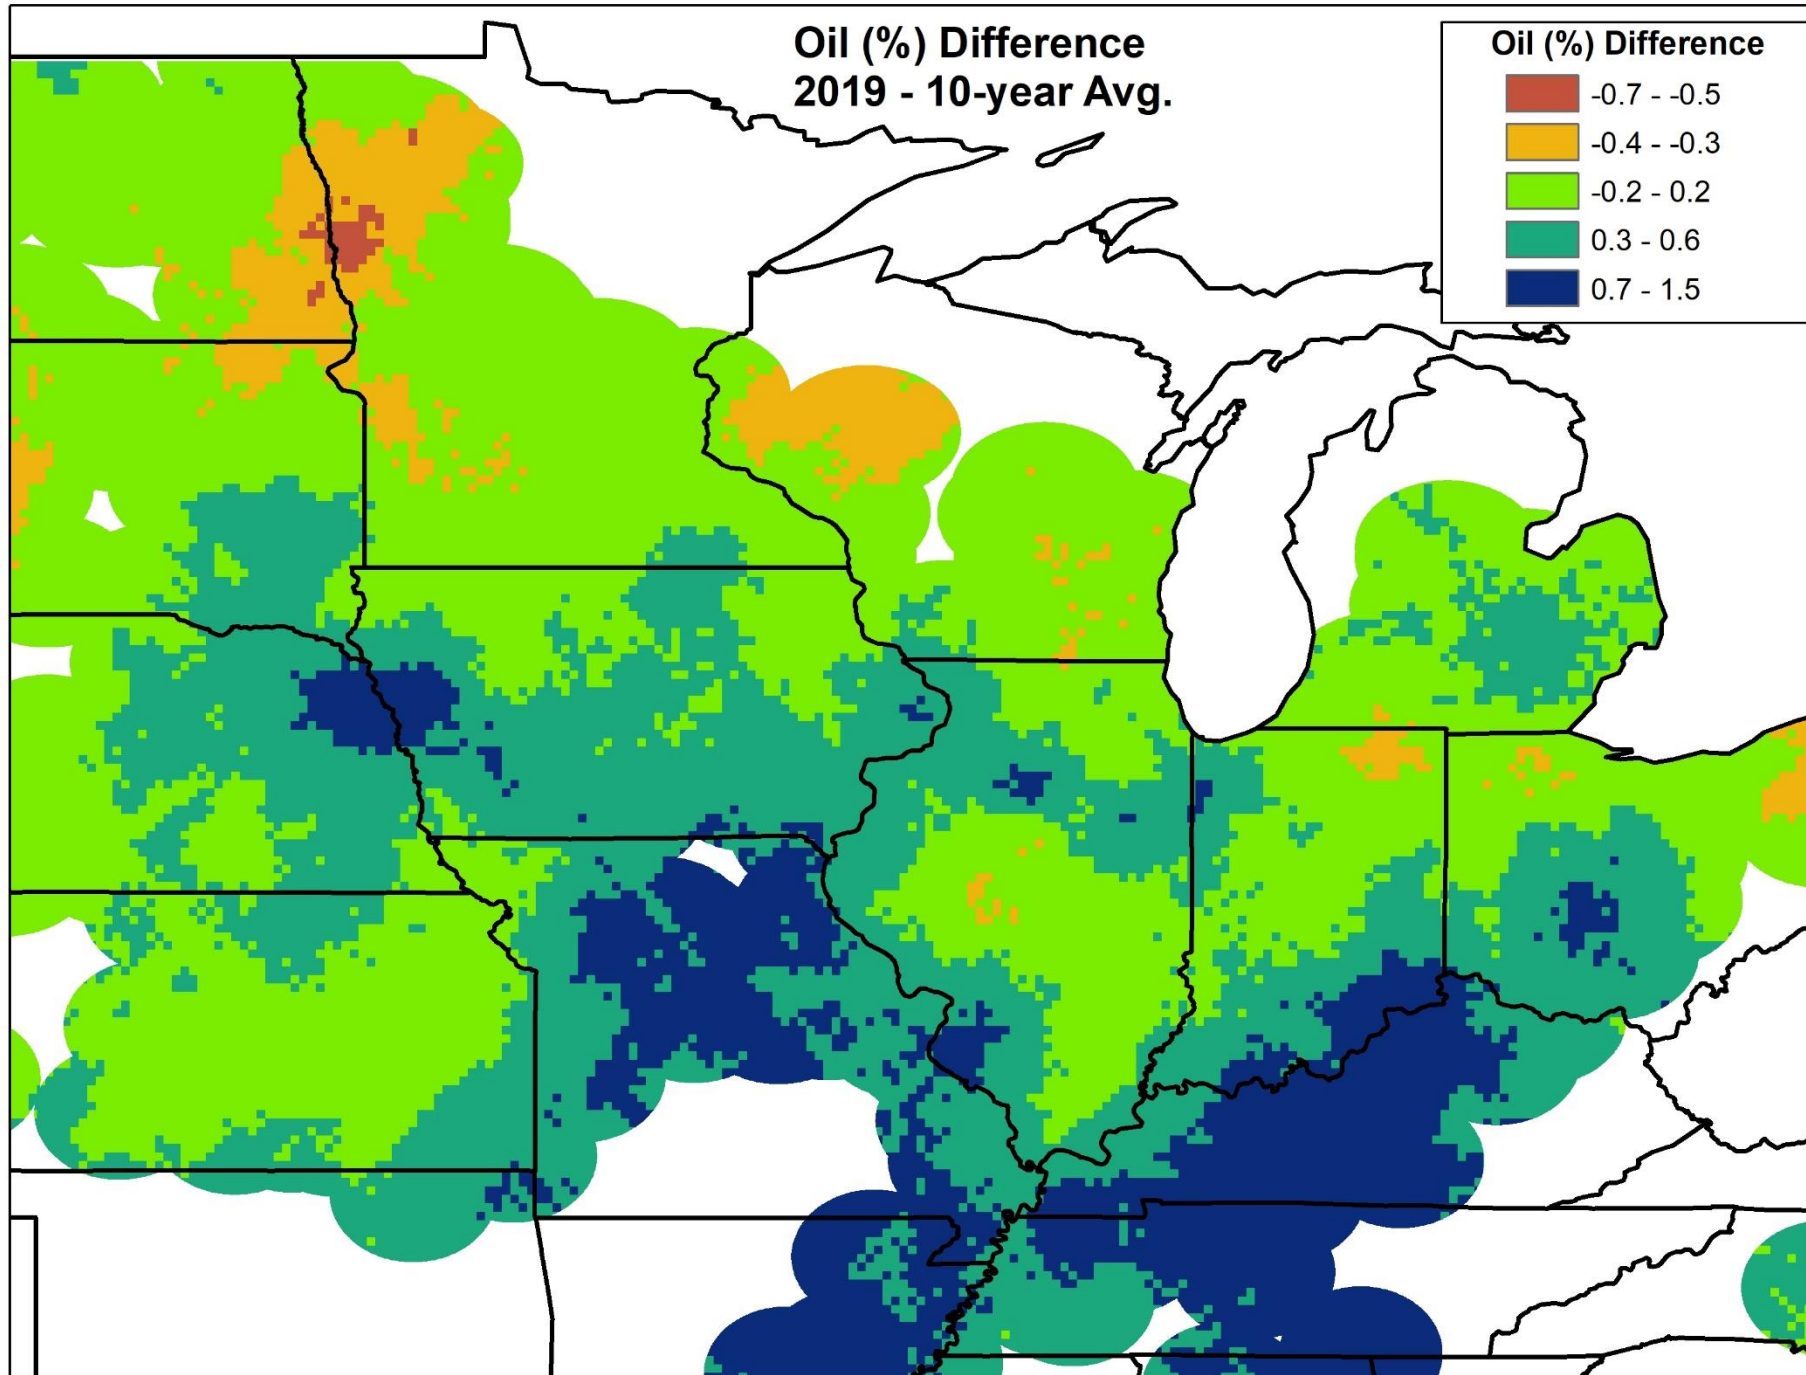 Oil (%) Difference
2019 - 10-year Avg.
Oil (%) Difference
-0.7 - -0.5
-0.4 - -0.3
-0.2 - 0.2
0.3 - 0.6
0.7 - 1.5